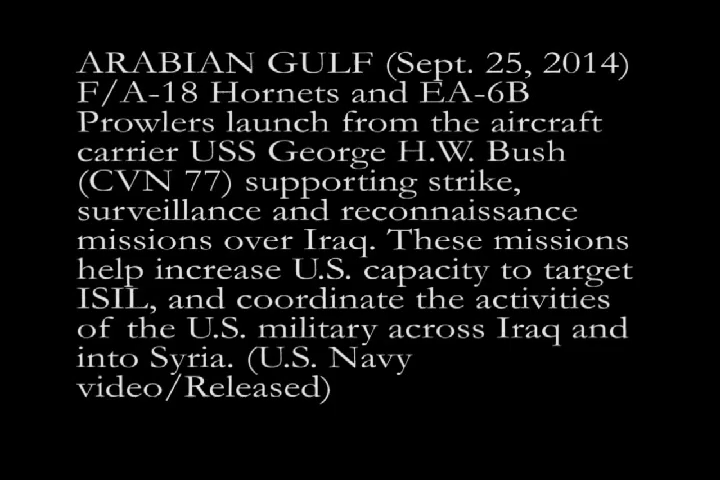 ARABIAN GULF (Sept. 25, 2014)
F/A-18 Hornets and EA-6B
Prowlers launch from the aircraft
carrier USS George H.W. Bush
(CVN 77) supporting strike,
surveillance and reconnaissance
missions over Iraq. These missions
help increase U.S. capacity to target
ISIL, and coordinate the activities
of the U.S. military across Iraq and
into Syria. (U.S. Navy
video/Released)